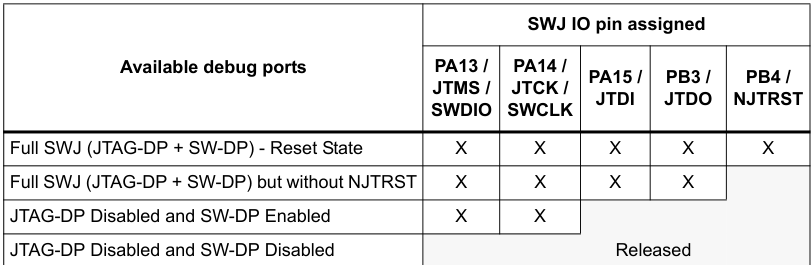 Available debug ports
SWJ IO pin assigned
PA13 /
JTMS /
SWDIO
PA14 /
JTCK /
SWCLK
PA15 /
JTDI
PB3 /
JTDO
PB4 /
NJTRST
Full SWJ (JTAG-DP + SW-DP) - Reset State X X X X X
Full SWJ (JTAG-DP + SW-DP) but without NJTRST X X X X
JTAG-DP Disabled and SW-DP Enabled X X
JTAG-DP Disabled and SW-DP Disabled Released